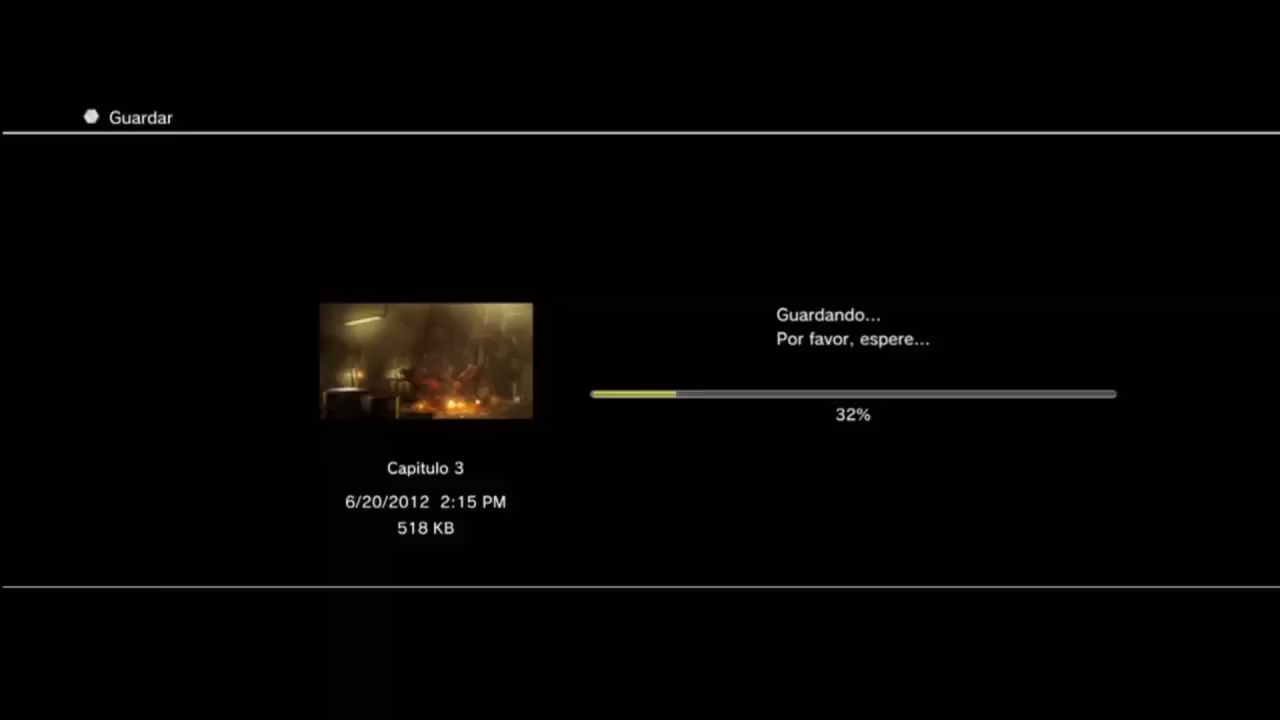 Guardar
Guardando...
Por favor, espere...
32%
Capitulo 3
6/20/2012 2:15 PM
518 KB